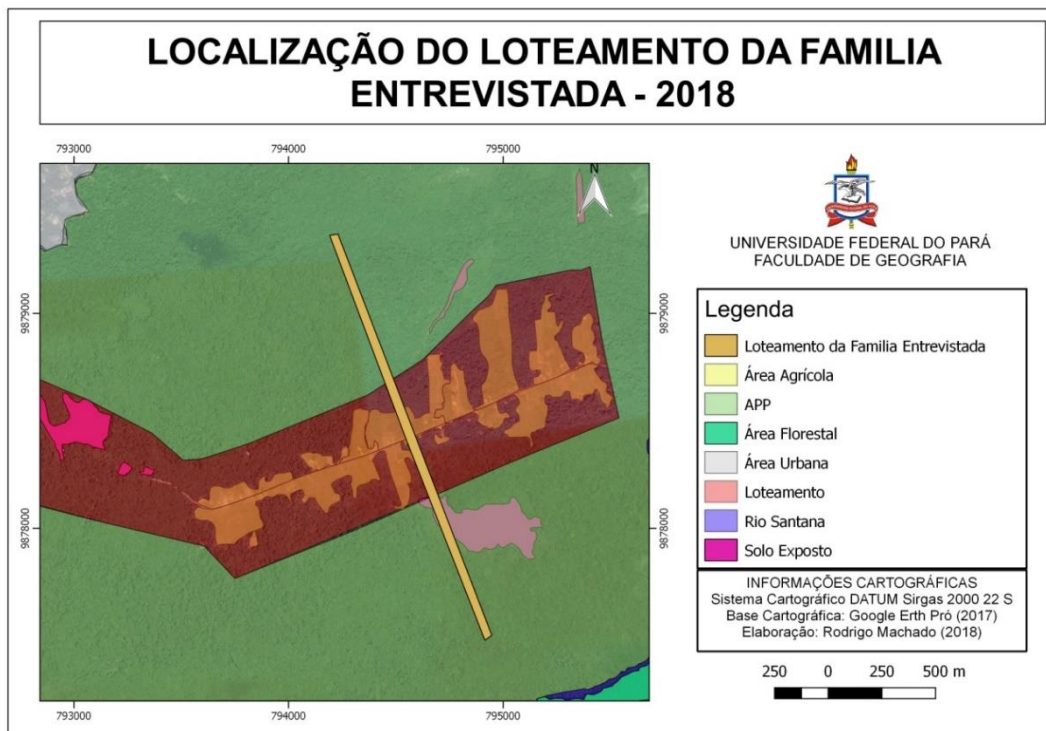 LOCALIZAÇÃO DO LOTEAMENTO DA FAMILIA
ENTREVISTADA - 2018
793000
794000
795000
N
9879000
9879000
9878000
9878000
793000
794000
795000
UNIVERSIDADE FEDERAL DO PARÁ
FACULDADE DE GEOGRAFIA
Legenda
Loteamento da Familia Entrevistada
Área Agrícola
APP
Área Florestal
Área Urbana
Loteamento
Rio Santana
Solo Exposto
INFORMAÇÕES CARTOGRÁFICAS
Sistema Cartográfico DATUM Sirgas 2000 22 S
Base Cartográfica: Google Erth Pró (2017)
Elaboração: Rodrigo Machado (2018)
250 0 250 500 m